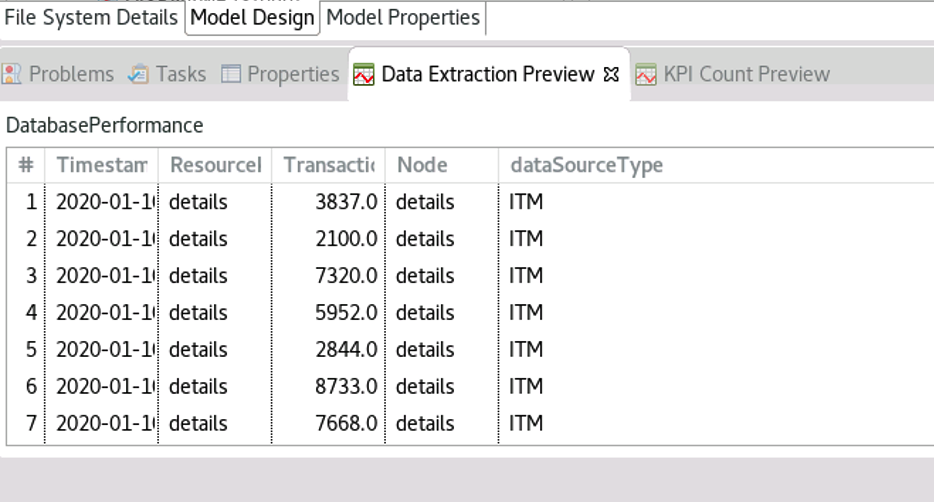 File System Details Model Design Model Properties
Problems Tasks Properties Data Extraction Preview KPI Count Preview
DatabasePerformance
# Timestam Resourcel Transactic Node dataSourceType
1 2020-01-1 details 3837.0 details ITM
2 2020-01-1 details 2100.0 details ITM
3 2020-01-1 details 7320.0 details ITM
4 2020-01-1 details 5952.0 details ITM
5 2020-01-1 details 2844.0 details ITM
6 2020-01-1 details 8733.0 details ITM
7 2020-01-1 details 7668.0 details ITM